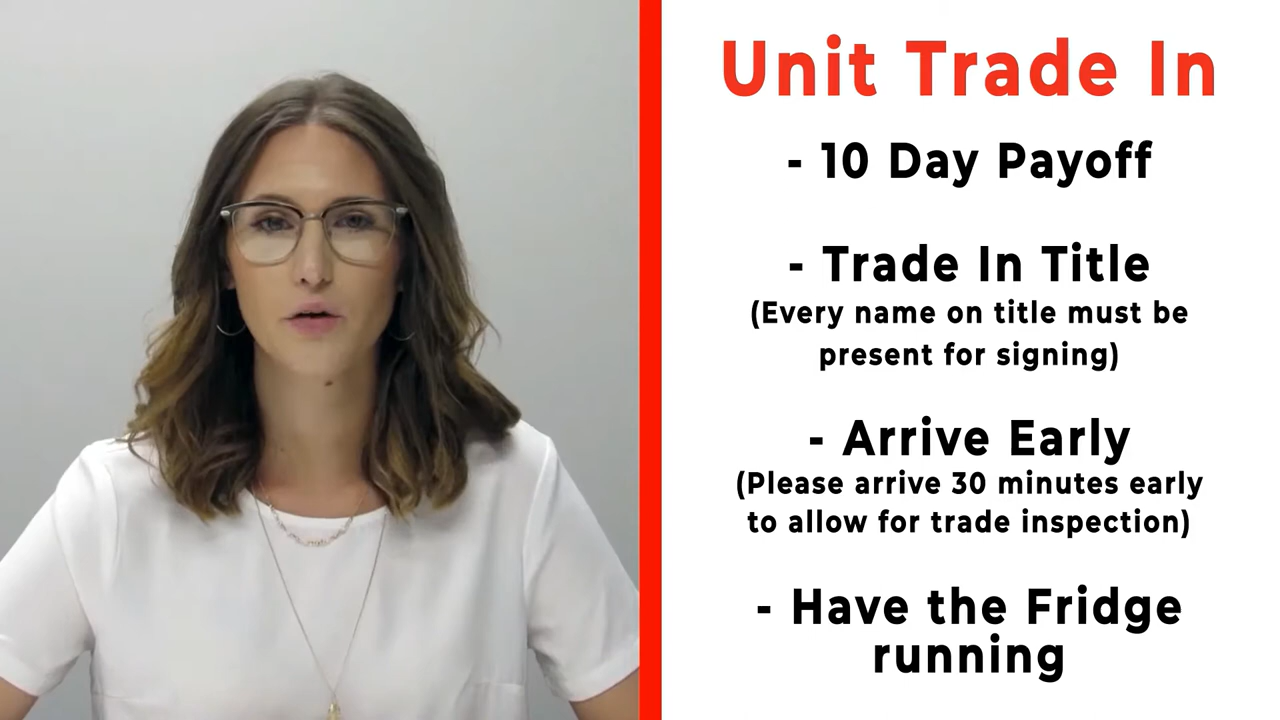 Unit Trade In
- 10 Day Payoff
- Trade In Title
(Every name on title must be
present for signing)
- Arrive Early
(Please arrive 30 minutes early
to allow for trade inspection)
- Have the Fridge
running